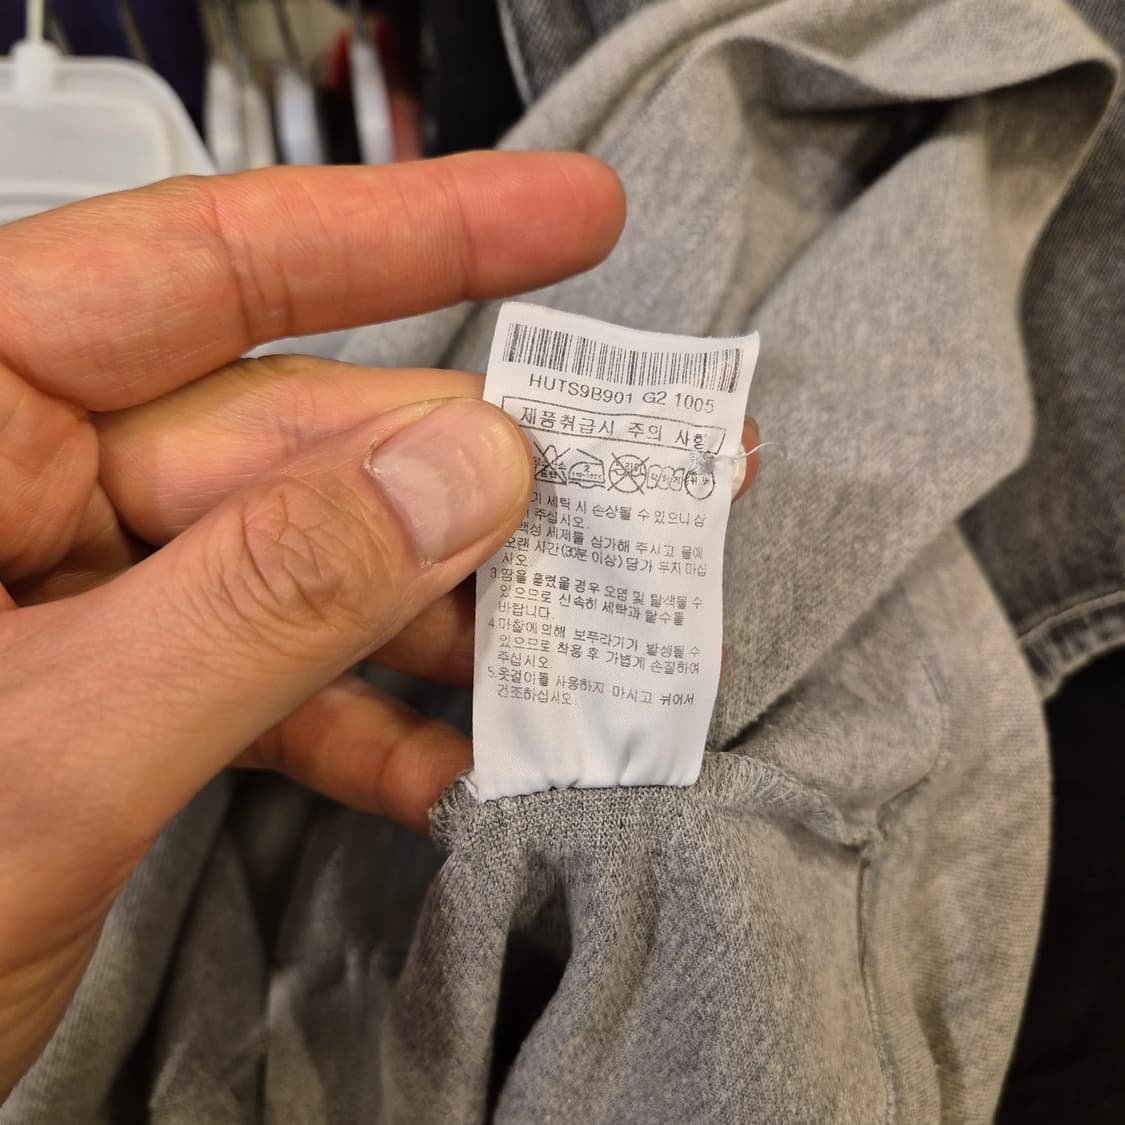 HUTS9B901 G2 1005
제품취급시 주의 사항
세탁 시 손상될 수 있으니 삼
주십시오.
세제를 삼가해 주시고 물에
오랜 시간(30분 이상) 담가 두지 마십
시오.
3.땀을 흘렸을 경우 오염 및 탈색될 수
있으므로 신속히 세탁과 탈수를
바랍니다.
4.마찰에 의해 보푸라기가 발생될 수
있으므로 착용 후 가볍게 손질하여
주십시오.
5.옷걸이를 사용하지 마시고 뉘어서
건조하십시오.